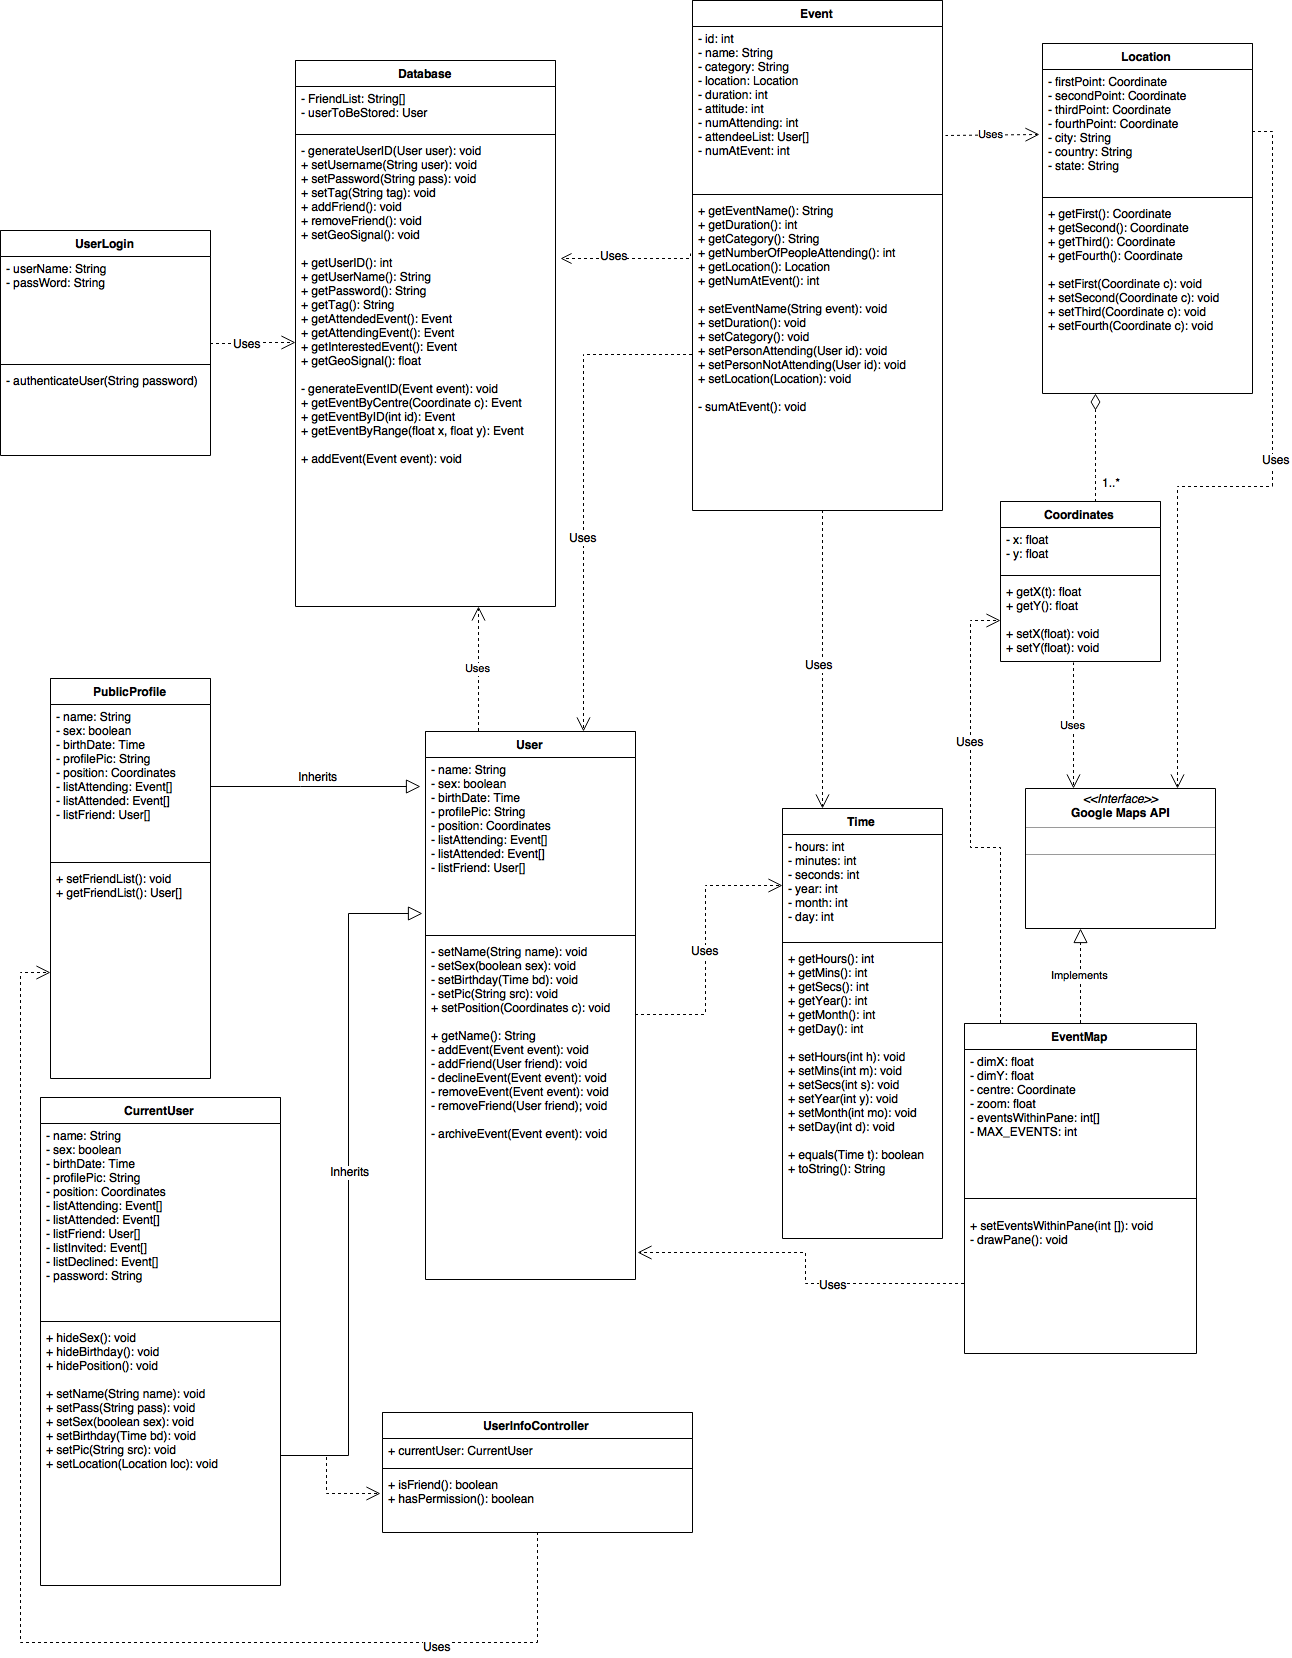 Event
- id: int
- name: String
- category: String
- location: Location
- duration: int
- attitude: int
- numAttending: int
- attendeeList: User[]
- numAtEvent: int
+ getEventName(): String
+ getDuration(): int
+ getCategory(): String
+ getNumberOfPeopleAttending(): int
+ getLocation(): Location
+ getNumAtEvent(): int
+ setEventName(String event): void
+ setDuration(): void
+ setCategory(): void
+ setPersonAttending(User id): void
+ setPersonNotAttending(User id): void
+ setLocation(Location): void
- sumAtEvent(): void
Uses
Location
- firstPoint: Coordinate
- secondPoint: Coordinate
- thirdPoint: Coordinate
- fourthPoint: Coordinate
- city: String
- country: String
- state: String
+ getFirst(): Coordinate
+ getSecond(): Coordinate
+ getThird(): Coordinate
+ getFourth(): Coordinate
+ setFirst(Coordinate c): void
+ setSecond(Coordinate c): void
+ setThird(Coordinate c): void
+ setFourth(Coordinate c): void
Uses
1..*
Database
- FriendList: String[]
- userToBeStored: User
- generateUserID(User user): void
+ setUsername(String user): void
+ setPassword(String pass): void
+ setTag(String tag): void
+ addFriend(): void
+ removeFriend(): void
+ setGeoSignal(): void
+ getUserID(): int
+ getUserName(): String
+ getPassword(): String
+ getTag(): String
+ getAttendedEvent(): Event
+ getAttendingEvent(): Event
+ getInterestedEvent(): Event
+ getGeoSignal(): float
- generateEventID(Event event): void
+ getEventByCentre(Coordinate c): Event
+ getEventByID(int id): Event
+ getEventByRange(float x, float y): Event
+ addEvent(Event event): void
Uses
UserLogin
- userName: String
- passWord: String
- authenticateUser(String password)
Uses
Uses
Uses
Uses
Coordinates
- x: float
- y: float
+ getX(t): float
+ getY(): float
+ setX(float): void
+ setY(float): void
Uses
Uses
<<Interface>>
Google Maps API
Implements
PublicProfile
- name: String
- sex: boolean
- birthDate: Time
- profilePic: String
- position: Coordinates
- listAttending: Event[]
- listAttended: Event[]
- listFriend: User[]
+ setFriendList(): void
+ getFriendList(): User[]
Inherits
User
- name: String
- sex: boolean
- birthDate: Time
- profilePic: String
- position: Coordinates
- listAttending: Event[]
- listAttended: Event[]
- listFriend: User[]
- setName(String name): void
- setSex(boolean sex): void
- setBirthday(Time bd): void
- setPic(String src): void
+ setPosition(Coordinates c): void
+ getName(): String
- addEvent(Event event): void
- addFriend(User friend): void
- declineEvent(Event event): void
- removeEvent(Event event): void
- removeFriend(User friend); void
- archiveEvent(Event event): void
Uses
Time
- hours: int
- minutes: int
- seconds: int
- year: int
- month: int
- day: int
+ getHours(): int
+ getMins(): int
+ getSecs(): int
+ getYear(): int
+ getMonth(): int
+ getDay(): int
+ setHours(int h): void
+ setMins(int m): void
+ setSecs(int s): void
+ setYear(int y): void
+ setMonth(int mo): void
+ setDay(int d): void
+ equals(Time t): boolean
+ toString(): String
EventMap
- dimX: float
- dimY: float
- centre: Coordinate
- zoom: float
- eventsWithinPane: int[]
- MAX_EVENTS: int
+ setEventsWithinPane(int []): void
- drawPane(): void
Uses
CurrentUser
- name: String
- sex: boolean
- birthDate: Time
- profilePic: String
- position: Coordinates
- listAttending: Event[]
- listAttended: Event[]
- listFriend: User[]
- listInvited: Event[]
- listDeclined: Event[]
- password: String
+ hideSex(): void
+ hideBirthday(): void
+ hidePosition(): void
+ setName(String name): void
+ setPass(String pass): void
+ setSex(boolean sex): void
+ setBirthday(Time bd): void
+ setPic(String src): void
+ setLocation(Location loc): void
Inherits
UserInfoController
+ currentUser: CurrentUser
+ isFriend(): boolean
+ hasPermission(): boolean
Uses